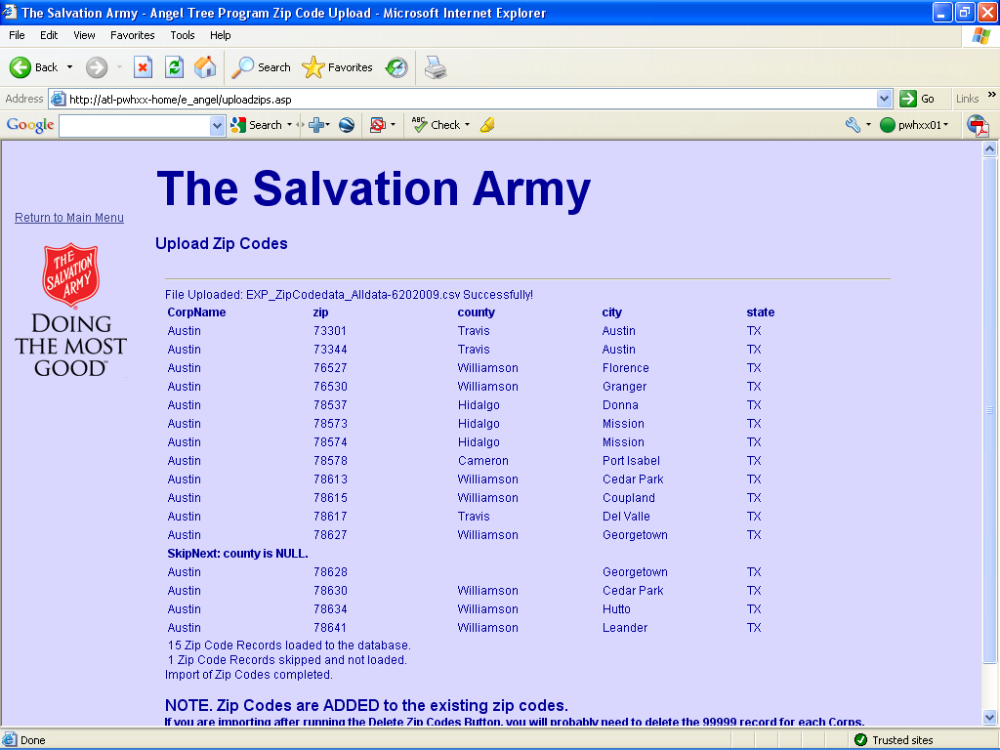 The Salvation Army - Angel Tree Program Zip Code Upload - Microsoft Internet Explorer
File Edit View Favorites Tools Help
Back Search Favorites
Address http://atl-pwhxx-home/e_angel/uploadzips.asp Go Links »
Google Search Check pwhxx01
The Salvation Army
Return to Main Menu
Upload Zip Codes
THE SALVATION ARMY
DOING THE MOST GOOD™
File Uploaded: EXP_ZipCodedata_Alldata-6202009.csv Successfully!
CorpName zip county city state
Austin 73301 Travis Austin TX
Austin 73344 Travis Austin TX
Austin 76527 Williamson Florence TX
Austin 76530 Williamson Granger TX
Austin 78537 Hidalgo Donna TX
Austin 78573 Hidalgo Mission TX
Austin 78574 Hidalgo Mission TX
Austin 78578 Cameron Port Isabel TX
Austin 78613 Williamson Cedar Park TX
Austin 78615 Williamson Coupland TX
Austin 78617 Travis Del Valle TX
Austin 78627 Williamson Georgetown TX
SkipNext: county is NULL.
Austin 78628 Georgetown TX
Austin 78630 Williamson Cedar Park TX
Austin 78634 Williamson Hutto TX
Austin 78641 Williamson Leander TX
15 Zip Code Records loaded to the database.
1 Zip Code Records skipped and not loaded.
Import of Zip Codes completed.
NOTE. Zip Codes are ADDED to the existing zip codes.
If you are importing after running the Delete Zip Codes Button, you will probably need to delete the 99999 record for each Corps.
Done Trusted sites